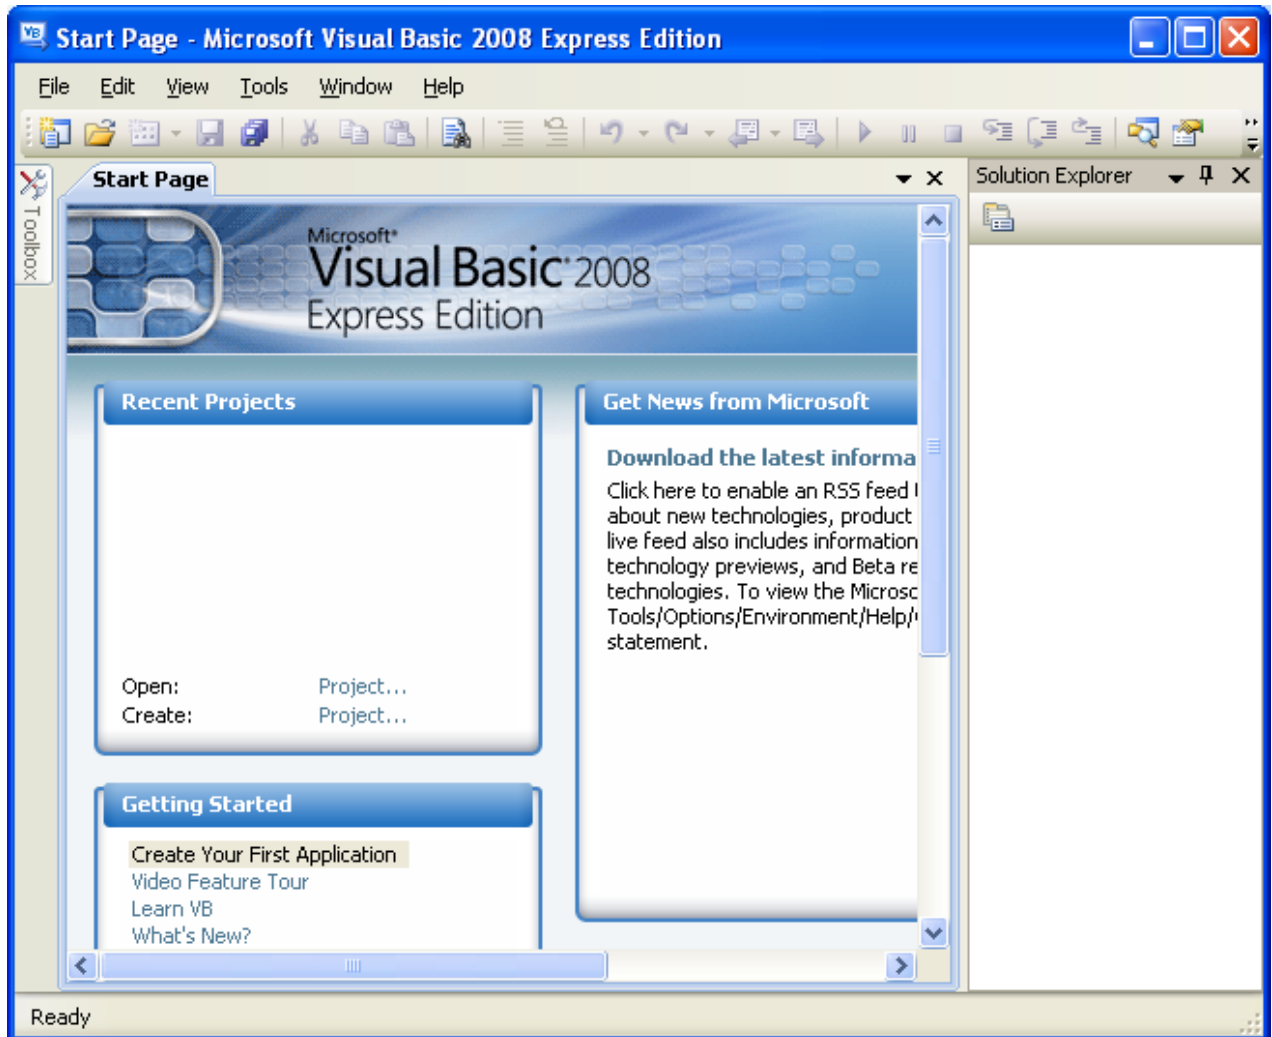 Start Page - Microsoft Visual Basic 2008 Express Edition
File Edit View Tools Window Help
Toolbox
Start Page
Solution Explorer
Microsoft
Visual Basic 2008
Express Edition
Recent Projects
Open: Project...
Create: Project...
Getting Started
Create Your First Application
Video Feature Tour
Learn VB
What's New?
Get News from Microsoft
Download the latest informa
Click here to enable an RSS feed
about new technologies, product
live feed also includes information
technology previews, and Beta re
technologies. To view the Microsc
Tools/Options/Environment/Help/
statement.
Ready